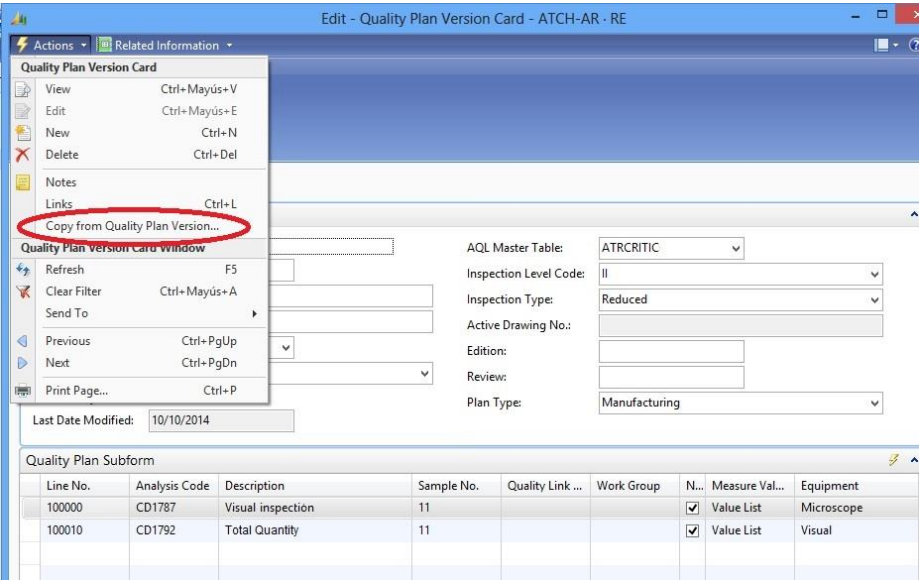 Edit - Quality Plan Version Card - ATCH-AR · RE
Actions Related Information
Quality Plan Version Card
View Ctrl+Mayús+V
Edit Ctrl+Mayús+E
New Ctrl+N
Delete Ctrl+Del
Notes
Links Ctrl+L
Copy from Quality Plan Version...
Quality Plan Version Card Window
Refresh F5
Clear Filter Ctrl+Mayús+A
Send To
Previous Ctrl+PgUp
Next Ctrl+PgDn
Print Page... Ctrl+P
AQL Master Table: ATRCRITIC
Inspection Level Code: II
Inspection Type: Reduced
Active Drawing No.:
Edition:
Review:
Plan Type: Manufacturing
Last Date Modified: 10/10/2014
Quality Plan Subform
Line No. Analysis Code Description Sample No. Quality Link ... Work Group N... Measure Val... Equipment
100000 CD1787 Visual inspection 11 Value List Microscope
100010 CD1792 Total Quantity 11 Value List Visual